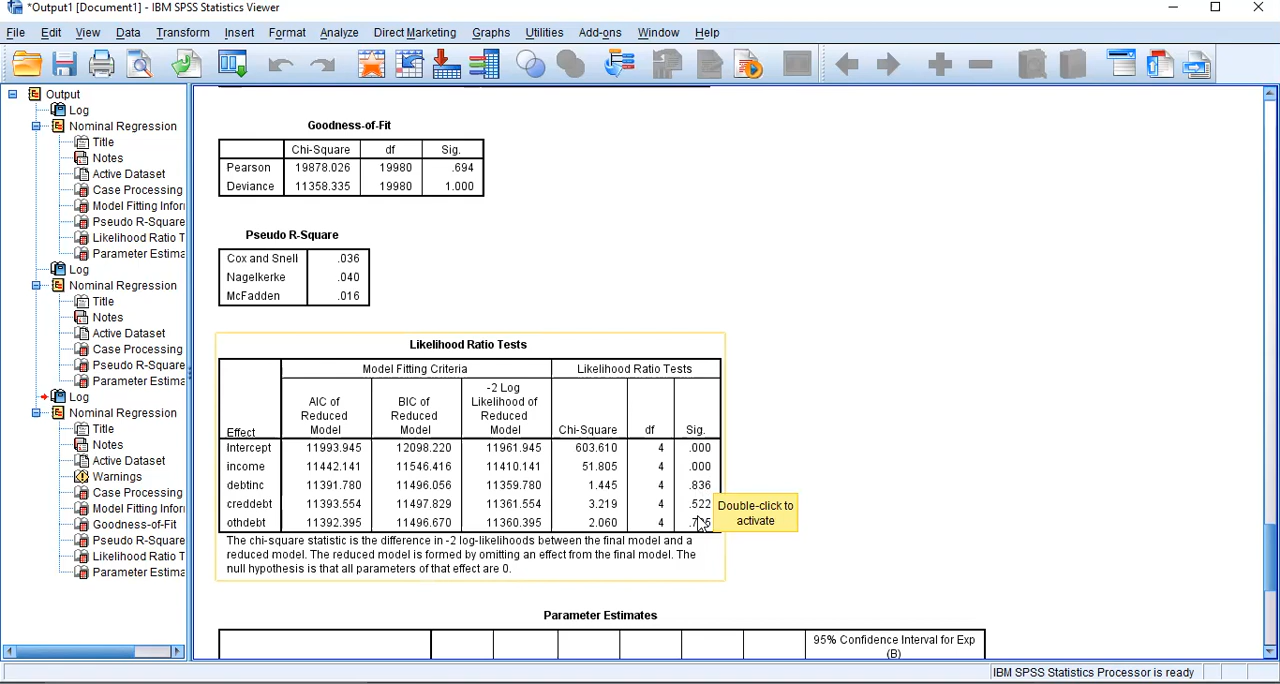 *Output1 [Document1] - IBM SPSS Statistics Viewer
File Edit View Data Transform Insert Format Analyze Direct Marketing Graphs Utilities Add-ons Window Help
Output
Log
Nominal Regression
Title
Notes
Active Dataset
Case Processing
Model Fitting Infor
Pseudo R-Square
Likelihood Ratio T
Parameter Estima
Log
Nominal Regression
Title
Notes
Active Dataset
Case Processing
Pseudo R-Square
Parameter Estima
Log
Nominal Regression
Title
Notes
Active Dataset
Warnings
Case Processing
Model Fitting Infor
Goodness-of-Fit
Pseudo R-Square
Likelihood Ratio T
Parameter Estima
Goodness-of-Fit
Chi-Square df Sig.
Pearson 19878.026 19980 .694
Deviance 11358.335 19980 1.000
Pseudo R-Square
Cox and Snell .036
Nagelkerke .040
McFadden .016
Likelihood Ratio Tests
Model Fitting Criteria Likelihood Ratio Tests
Effect AIC of Reduced Model BIC of Reduced Model -2 Log Likelihood of Reduced Model Chi-Square df Sig.
Intercept 11993.945 12098.220 11961.945 603.610 4 .000
income 11442.141 11546.416 11410.141 51.805 4 .000
debtinc 11391.780 11496.056 11359.780 1.445 4 .836
creddebt 11393.554 11497.829 11361.554 3.219 4 .522
othdebt 11392.395 11496.670 11360.395 2.060 4
The chi-square statistic is the difference in -2 log-likelihoods between the final model and a
reduced model. The reduced model is formed by omitting an effect from the final model. The
null hypothesis is that all parameters of that effect are 0.
Double-click to
activate
Parameter Estimates
95% Confidence Interval for Exp
(B)
IBM SPSS Statistics Processor is ready